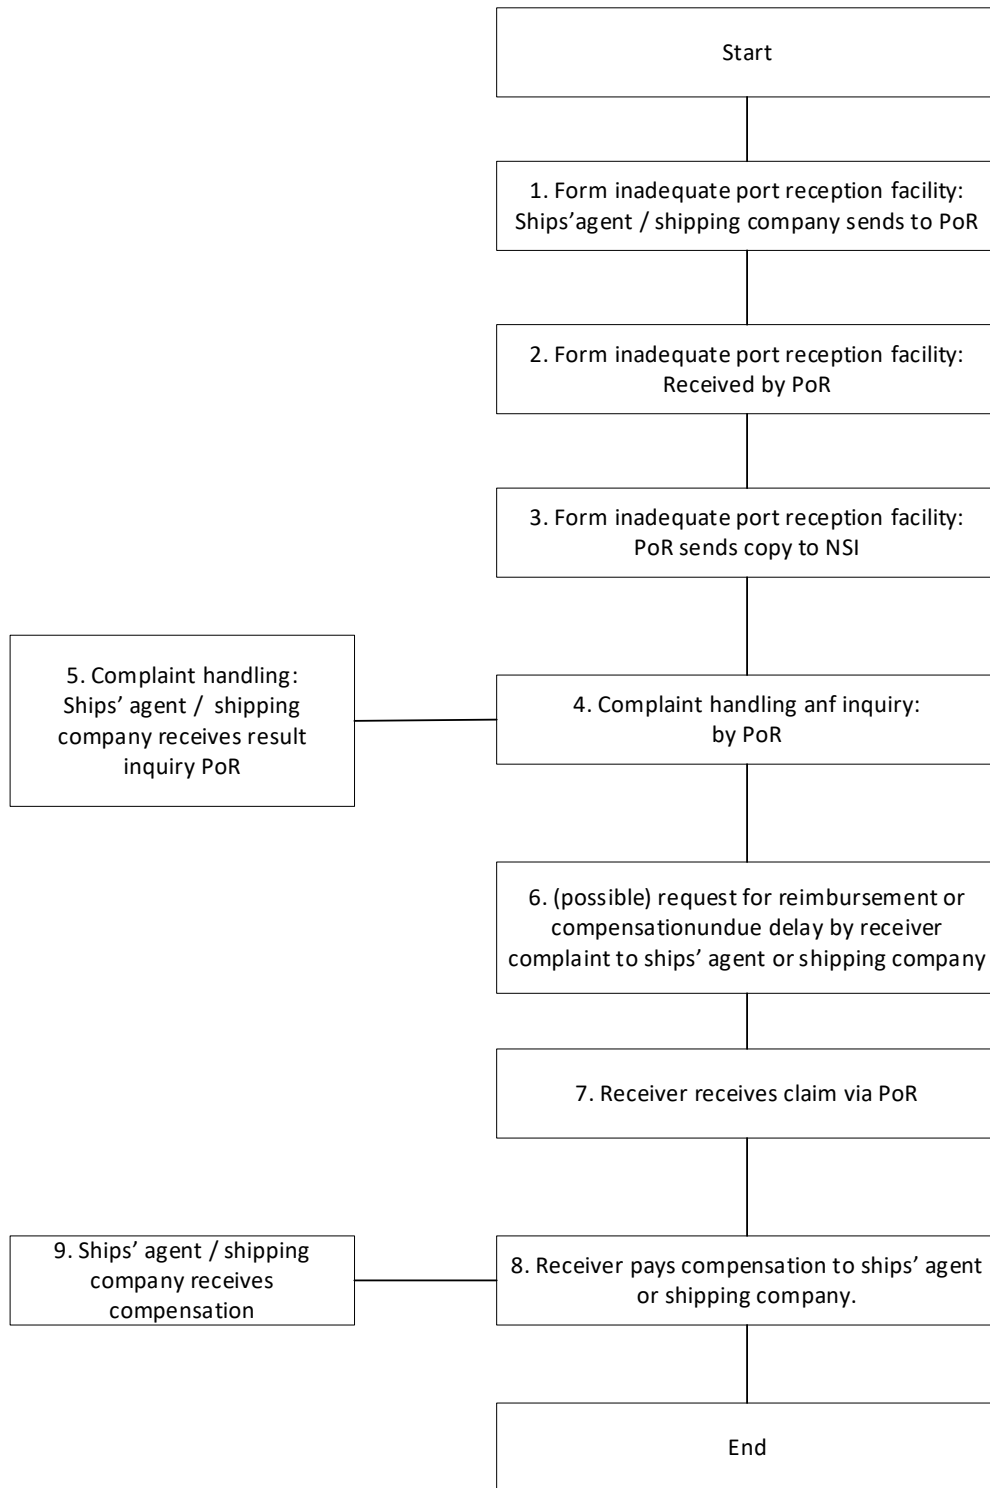 Start
1. Form inadequate port reception facility:
Ships'agent / shipping company sends to PoR
2. Form inadequate port reception facility:
Received by PoR
3. Form inadequate port reception facility:
PoR sends copy to NSI
4. Complaint handling anf inquiry:
by PoR
5. Complaint handling:
Ships’ agent / shipping
company receives result
inquiry PoR
6. (possible) request for reimbursement or
compensationundue delay by receiver
complaint to ships’ agent or shipping company
7. Receiver receives claim via PoR
8. Receiver pays compensation to ships’ agent
or shipping company.
9. Ships’ agent / shipping
company receives
compensation
End